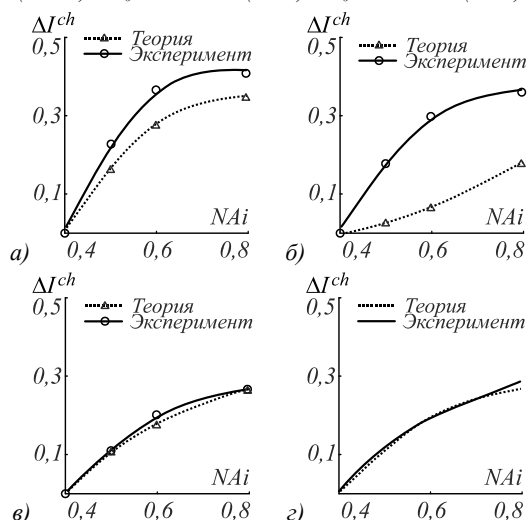 ΔI^ch
0,5
Теория
Эксперимент
0,3
0,1
NAi
а)
0,4 0,6 0,8
ΔI^ch
0,5
Теория
Эксперимент
0,3
0,1
NAi
б)
0,4 0,6 0,8
ΔI^ch
0,5
Теория
Эксперимент
0,3
0,1
NAi
в)
0,4 0,6 0,8
ΔI^ch
0,5
Теория
Эксперимент
0,3
0,1
NAi
г)
0,4 0,6 0,8